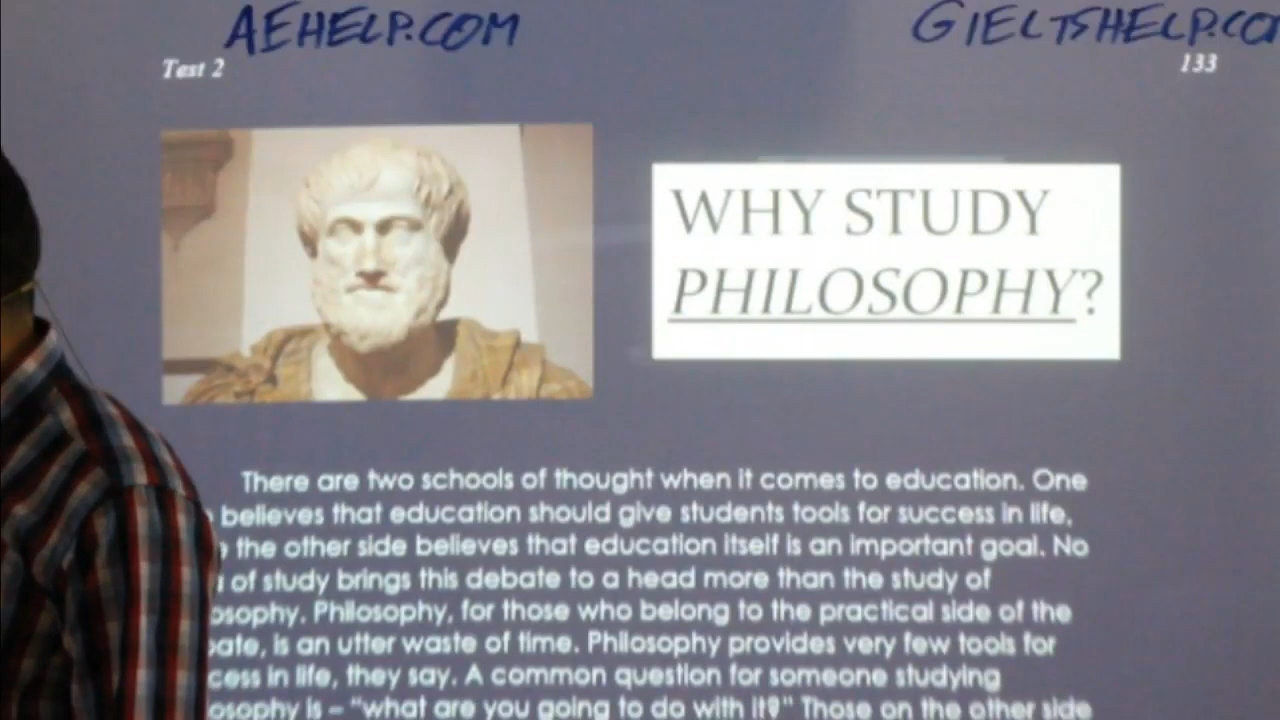 AEHELP.COM
GIELTSHELP.CO
Test 2
133
WHY STUDY
PHILOSOPHY?
There are two schools of thought when it comes to education. One
believes that education should give students tools for success in life,
the other side believes that education itself is an important goal. No
of study brings this debate to a head more than the study of
osophy. Philosophy, for those who belong to the practical side of the
ate, is an utter waste of time. Philosophy provides very few tools for
cess in life, they say. A common question for someone studying
osophy is – "what are you going to do with it?" Those on the other side